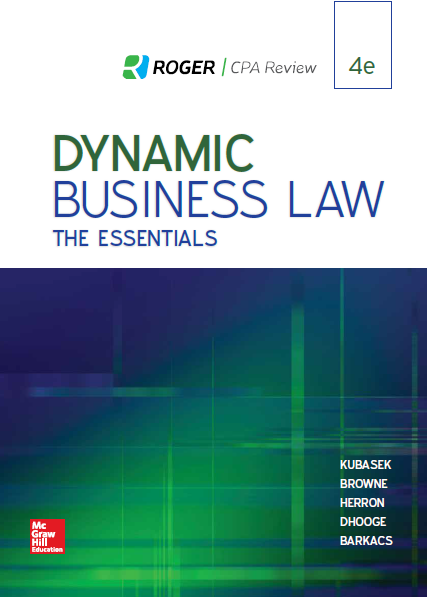 ROGER | CPA Review
4e
DYNAMIC
BUSINESS LAW
THE ESSENTIALS
KUBASEK
BROWNE
HERRON
DHOOGE
BARKACS
Mc
Graw
Hill
Education